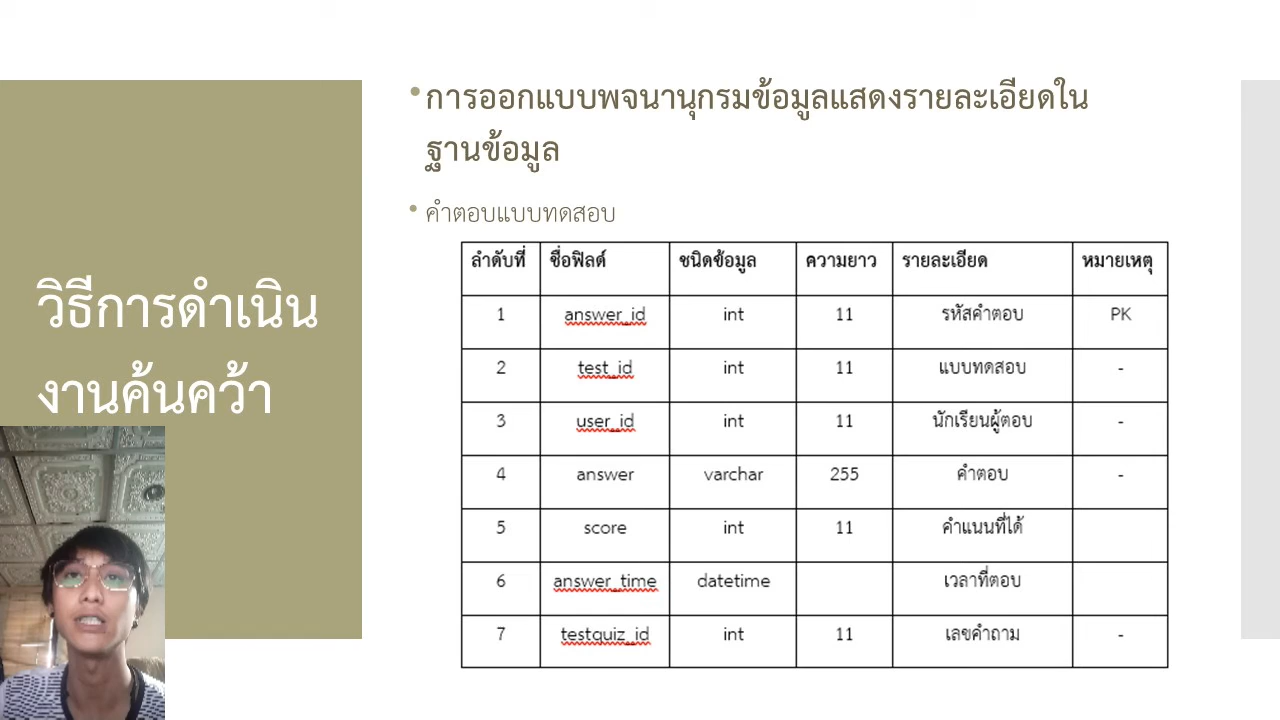 วิธีการดำเนิน
งานค้นคว้า
•การออกแบบพจนานุกรมข้อมูลแสดงรายละเอียดใน
ฐานข้อมูล
• คำตอบแบบทดสอบ
ลำดับที่ ชื่อฟิลด์ ชนิดข้อมูล ความยาว รายละเอียด หมายเหตุ
1 answer_id int 11 รหัสคำตอบ PK
2 test_id int 11 แบบทดสอบ -
3 user_id int 11 นักเรียนผู้ตอบ -
4 answer varchar 255 คำตอบ -
5 score int 11 คำแนนที่ได้
6 answer_time datetime เวลาที่ตอบ
7 testquiz_id int 11 เลขคำถาม -